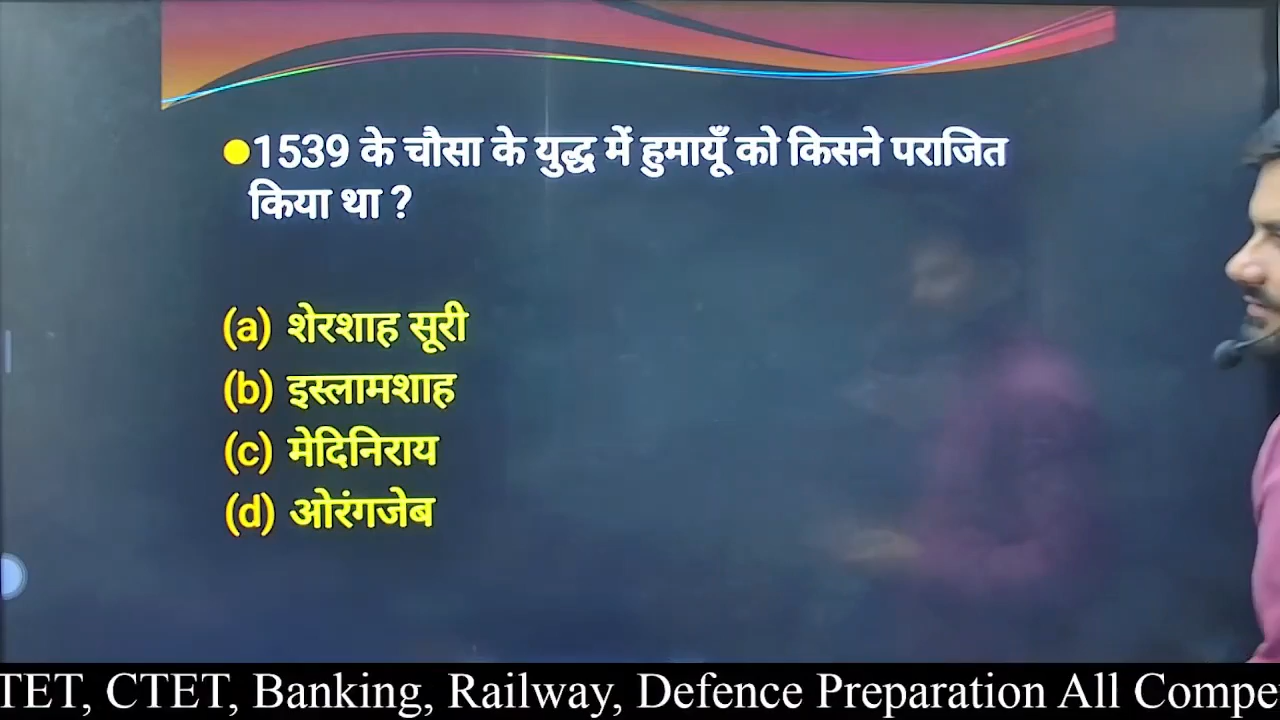 1539 के चौसा के युद्ध में हुमायूँ को किसने पराजित
किया था ?
(a) शेरशाह सूरी
(b) इस्लामशाह
(c) मेदिनिराय
(d) ओरंगजेब
TET, CTET, Banking, Railway, Defence Preparation All Compe